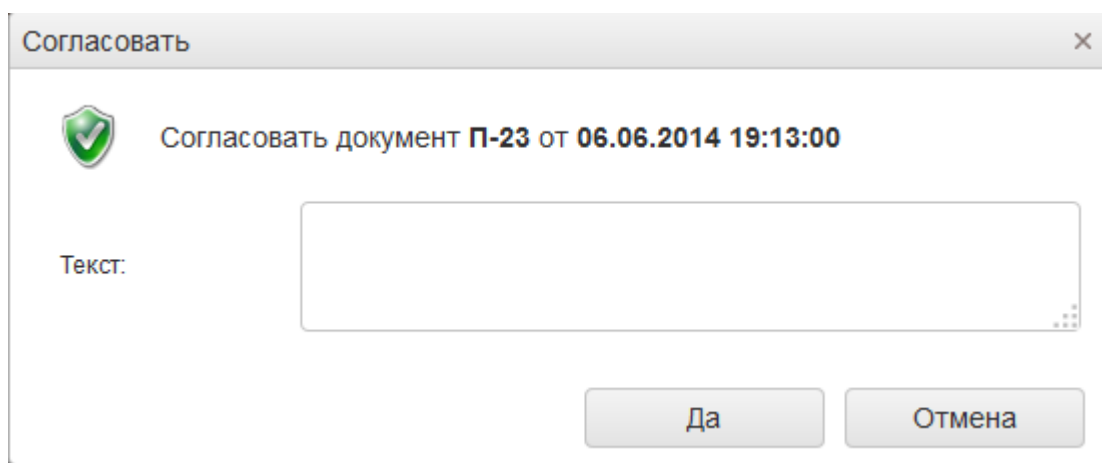 Согласовать
Согласовать документ П-23 от 06.06.2014 19:13:00
Текст:
Да Отмена